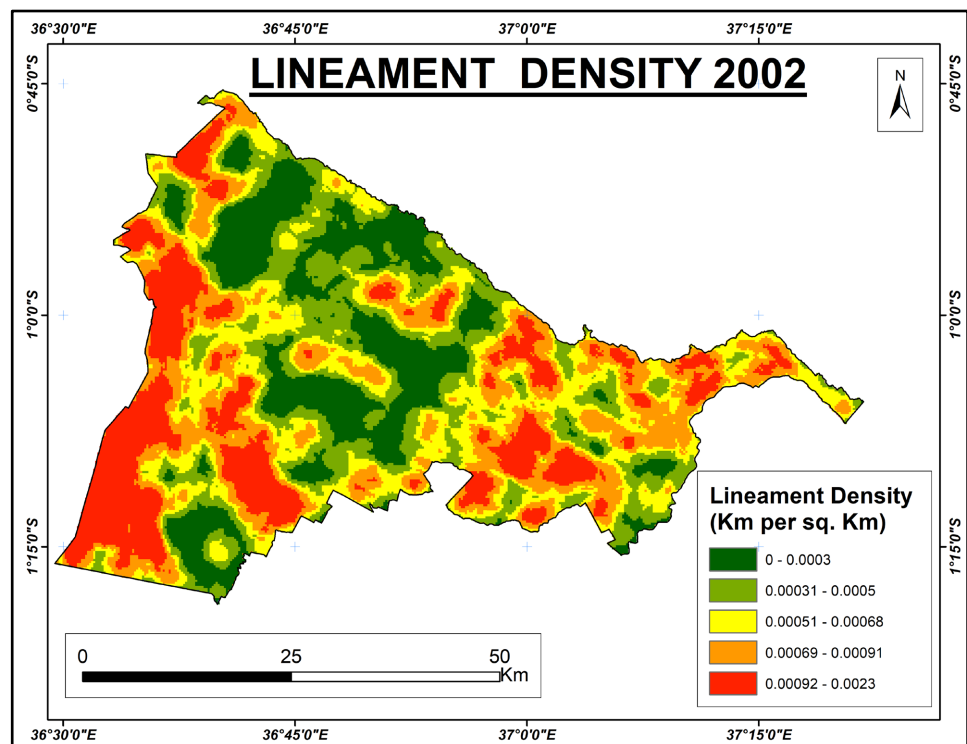 36°30'0"E 36°45'0"E 37°0'0"E 37°15'0"E
LINEAMENT DENSITY 2002
N
0°45'0"S 0°45'0"S
1°0'0"S 1°0'0"S
1°15'0"S 1°15'0"S
Lineament Density
(Km per sq. Km)
0 - 0.0003
0.00031 - 0.0005
0.00051 - 0.00068
0.00069 - 0.00091
0.00092 - 0.0023
0 25 50
Km
36°30'0"E 36°45'0"E 37°0'0"E 37°15'0"E